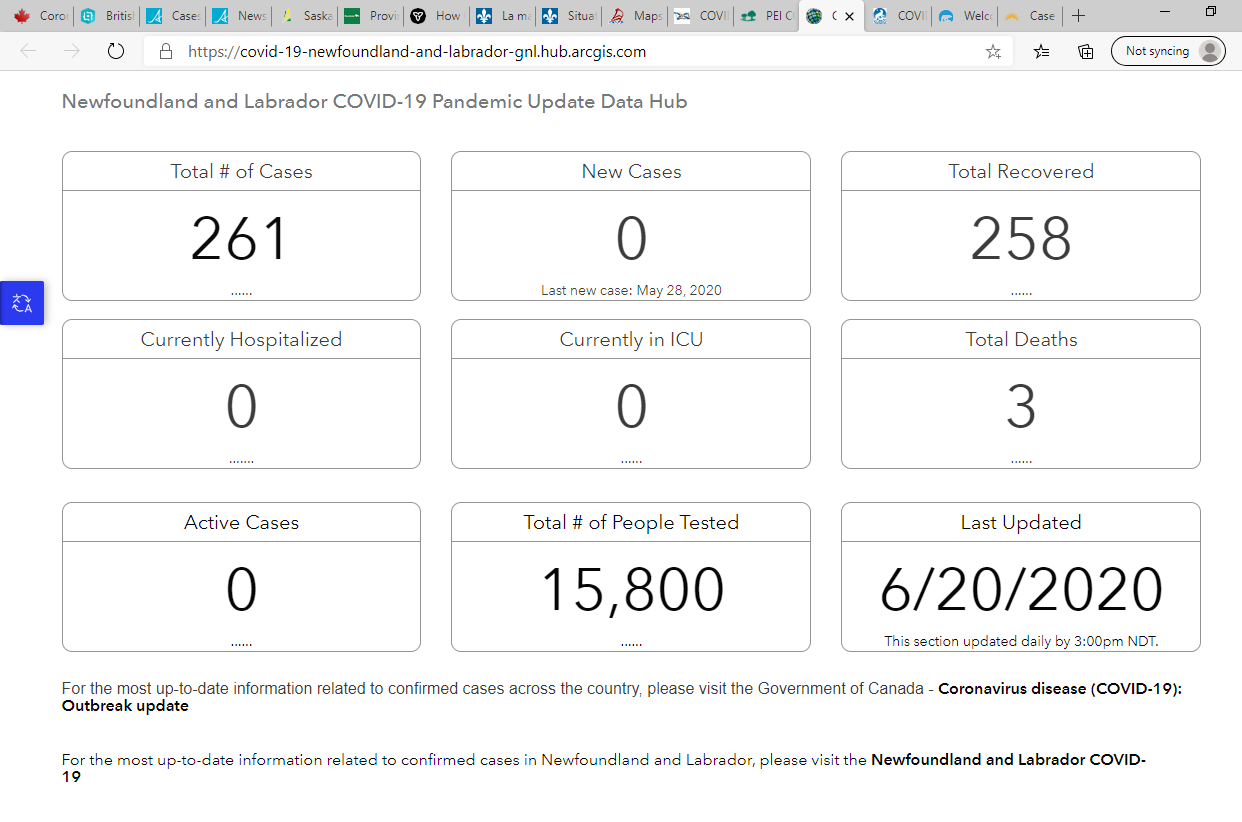 Coror
Britisl
Cases
News
Saska
Provi
How
La ma
Situat
Maps
COVI
PEI C
C
COVI
Welco
Case
https://covid-19-newfoundland-and-labrador-gnl.hub.arcgis.com
Not syncing
Newfoundland and Labrador COVID-19 Pandemic Update Data Hub
Total # of Cases
261
......
New Cases
0
Last new case: May 28, 2020
Total Recovered
258
......
Currently Hospitalized
0
.......
Currently in ICU
0
......
Total Deaths
3
......
Active Cases
0
......
Total # of People Tested
15,800
......
Last Updated
6/20/2020
This section updated daily by 3:00pm NDT.
For the most up-to-date information related to confirmed cases across the country, please visit the Government of Canada - Coronavirus disease (COVID-19):
Outbreak update
For the most up-to-date information related to confirmed cases in Newfoundland and Labrador, please visit the Newfoundland and Labrador COVID-
19